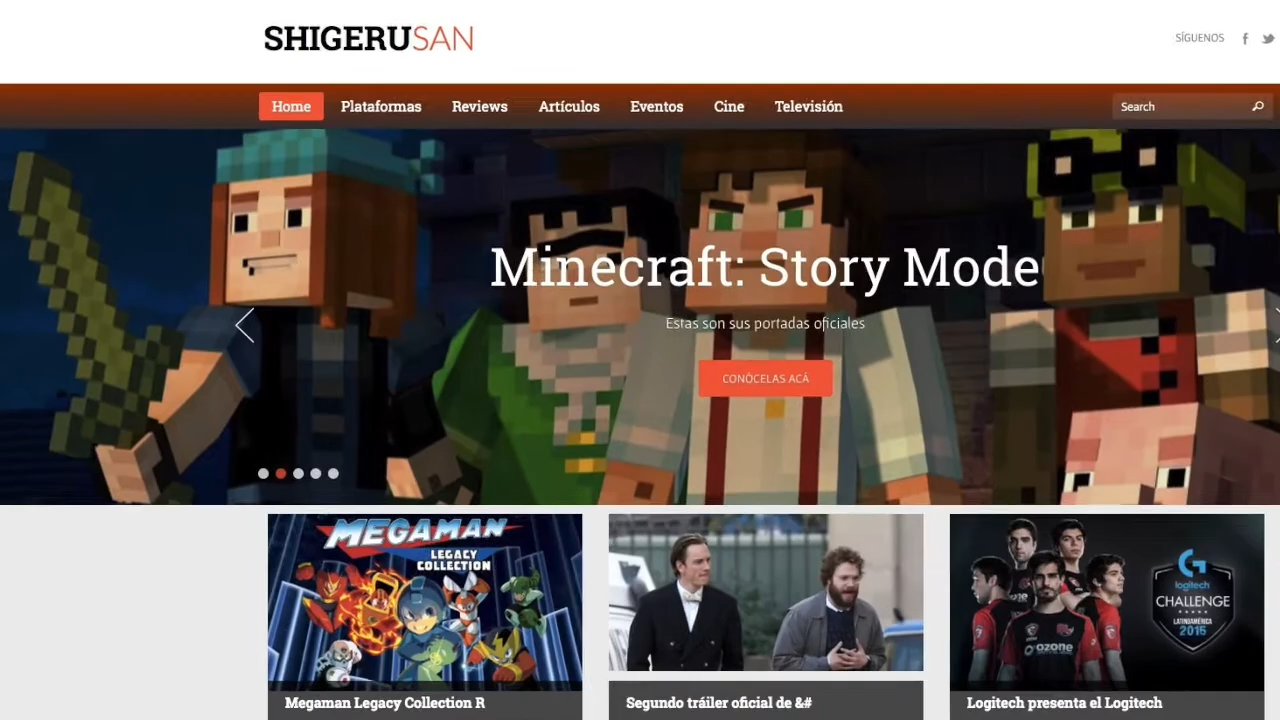 SHIGERUSAN
SÍGUENOS
Home Plataformas Reviews Artículos Eventos Cine Televisión
Search
Minecraft: Story Mode
Estas son sus portadas oficiales
CONÓCELAS ACÁ
MEGAMAN
LEGACY
COLLECTION
logitech
CHALLENGE
LATINOAMÉRICA
2015
ozone
Megaman Legacy Collection R
Segundo tráiler oficial de &#
Logitech presenta el Logitech